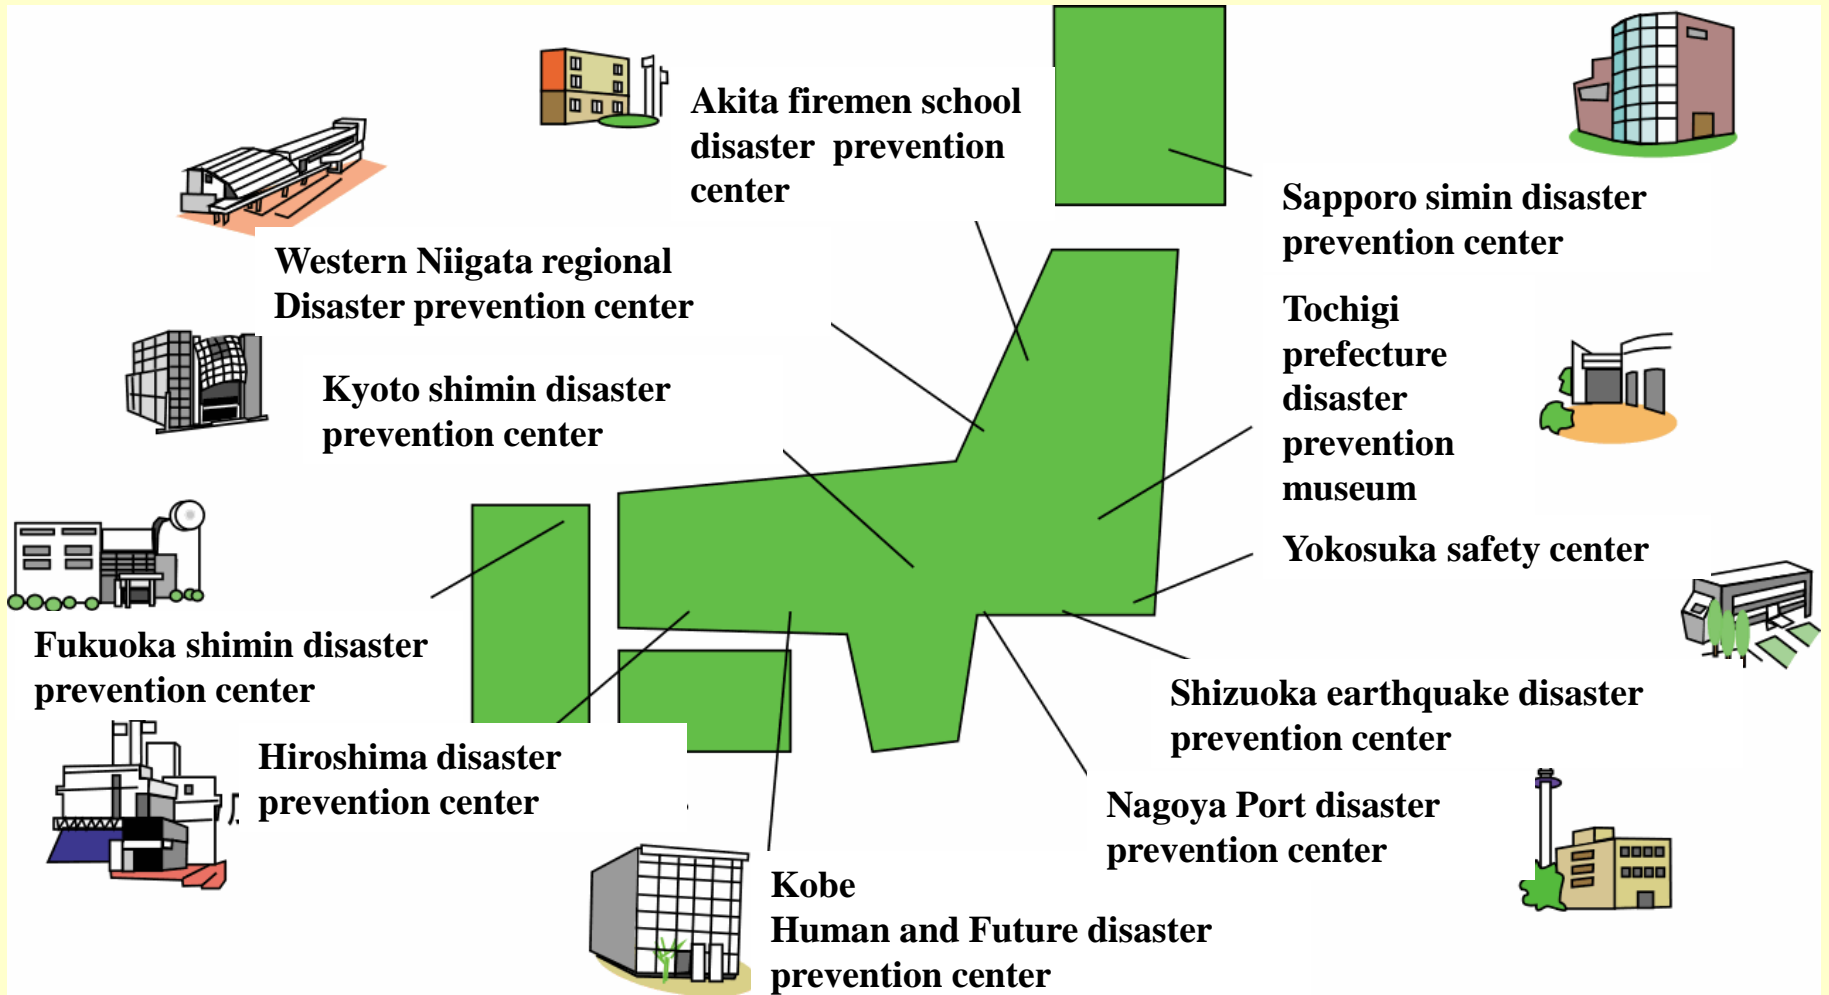 Akita firemen school
disaster prevention
center
Sapporo simin disaster
prevention center
Western Niigata regional
Disaster prevention center
Tochigi
prefecture
disaster
prevention
museum
Kyoto shimin disaster
prevention center
Yokosuka safety center
Fukuoka shimin disaster
prevention center
Shizuoka earthquake disaster
prevention center
Hiroshima disaster
prevention center
Nagoya Port disaster
prevention center
Kobe
Human and Future disaster
prevention center